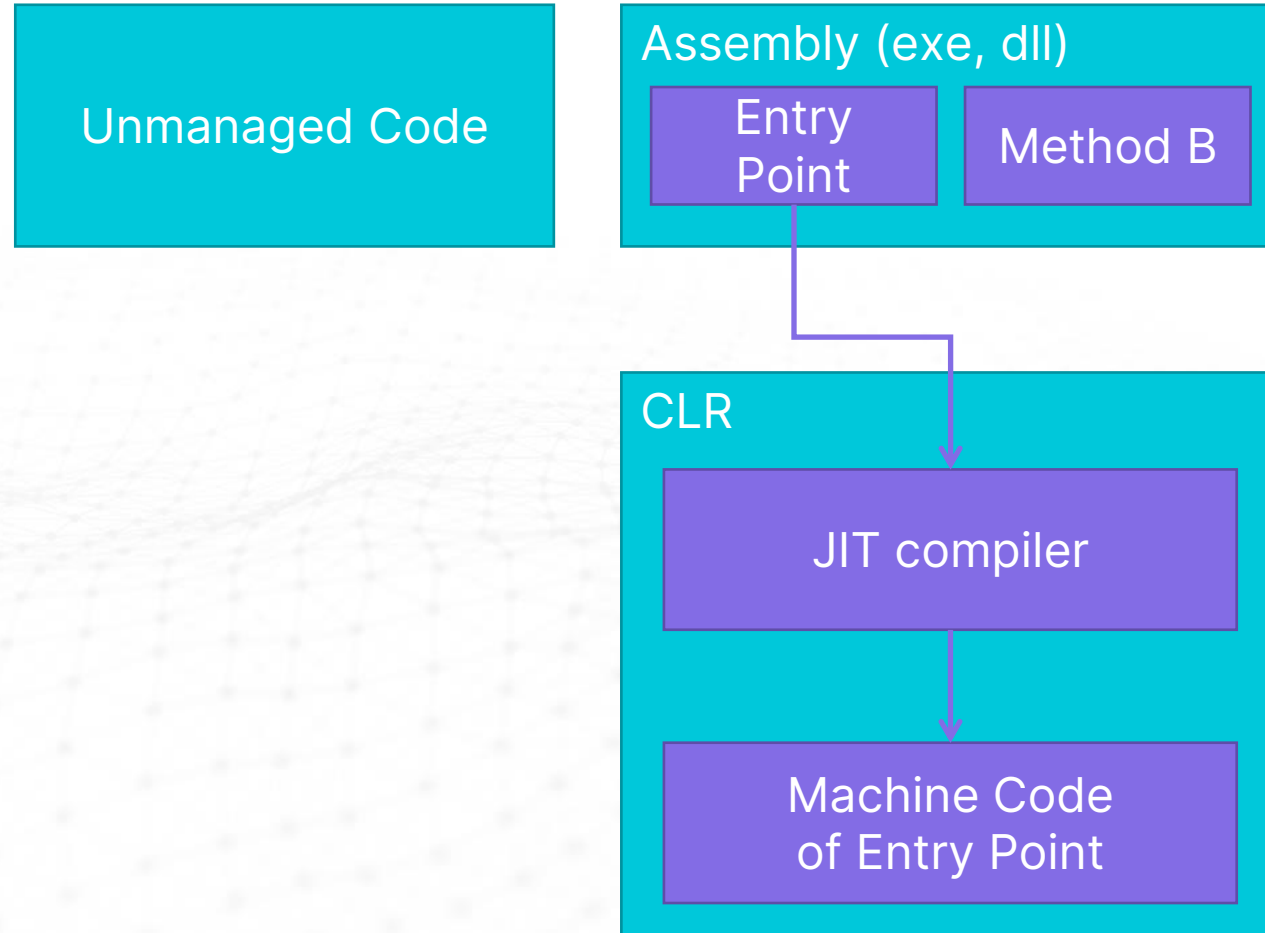 Unmanaged Code
Assembly (exe, dll)
Entry
Point
Method B
CLR
JIT compiler
Machine Code
of Entry Point